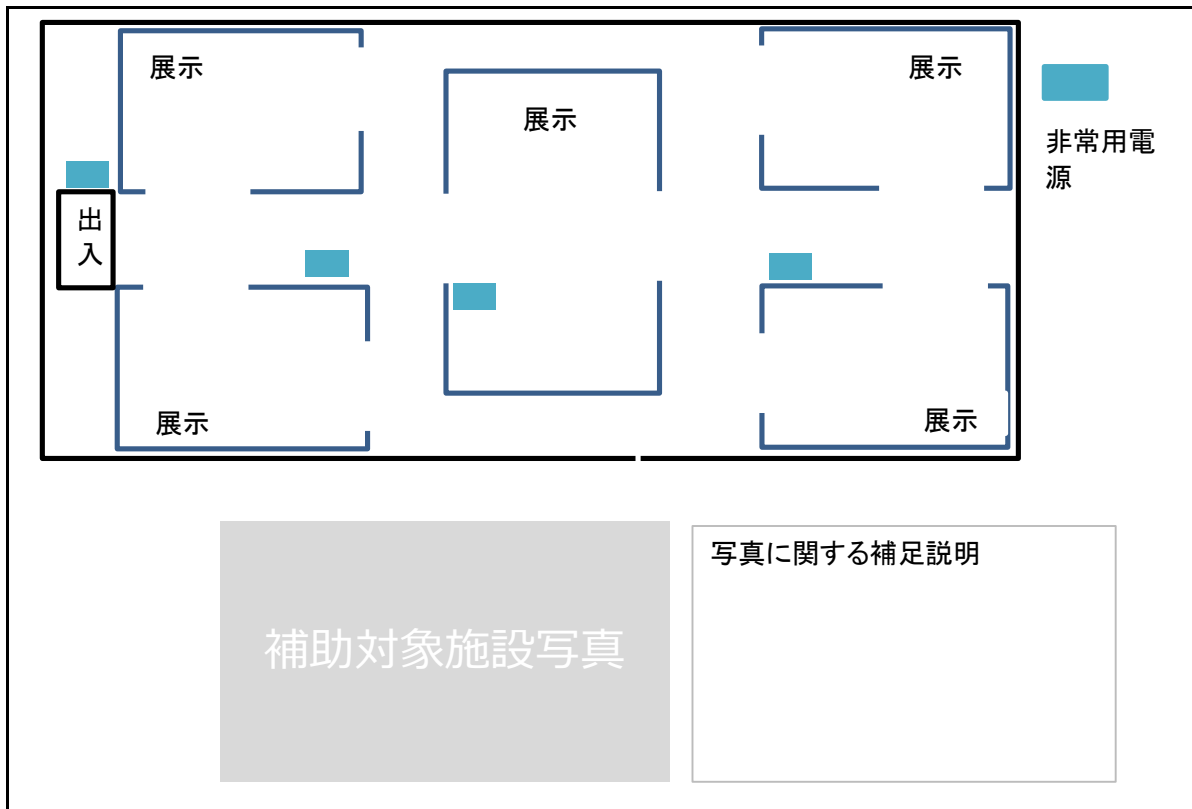 展示
展示
展示
非常用電
源
出
入
展示
展示
写真に関する補足説明
補助対象施設写真